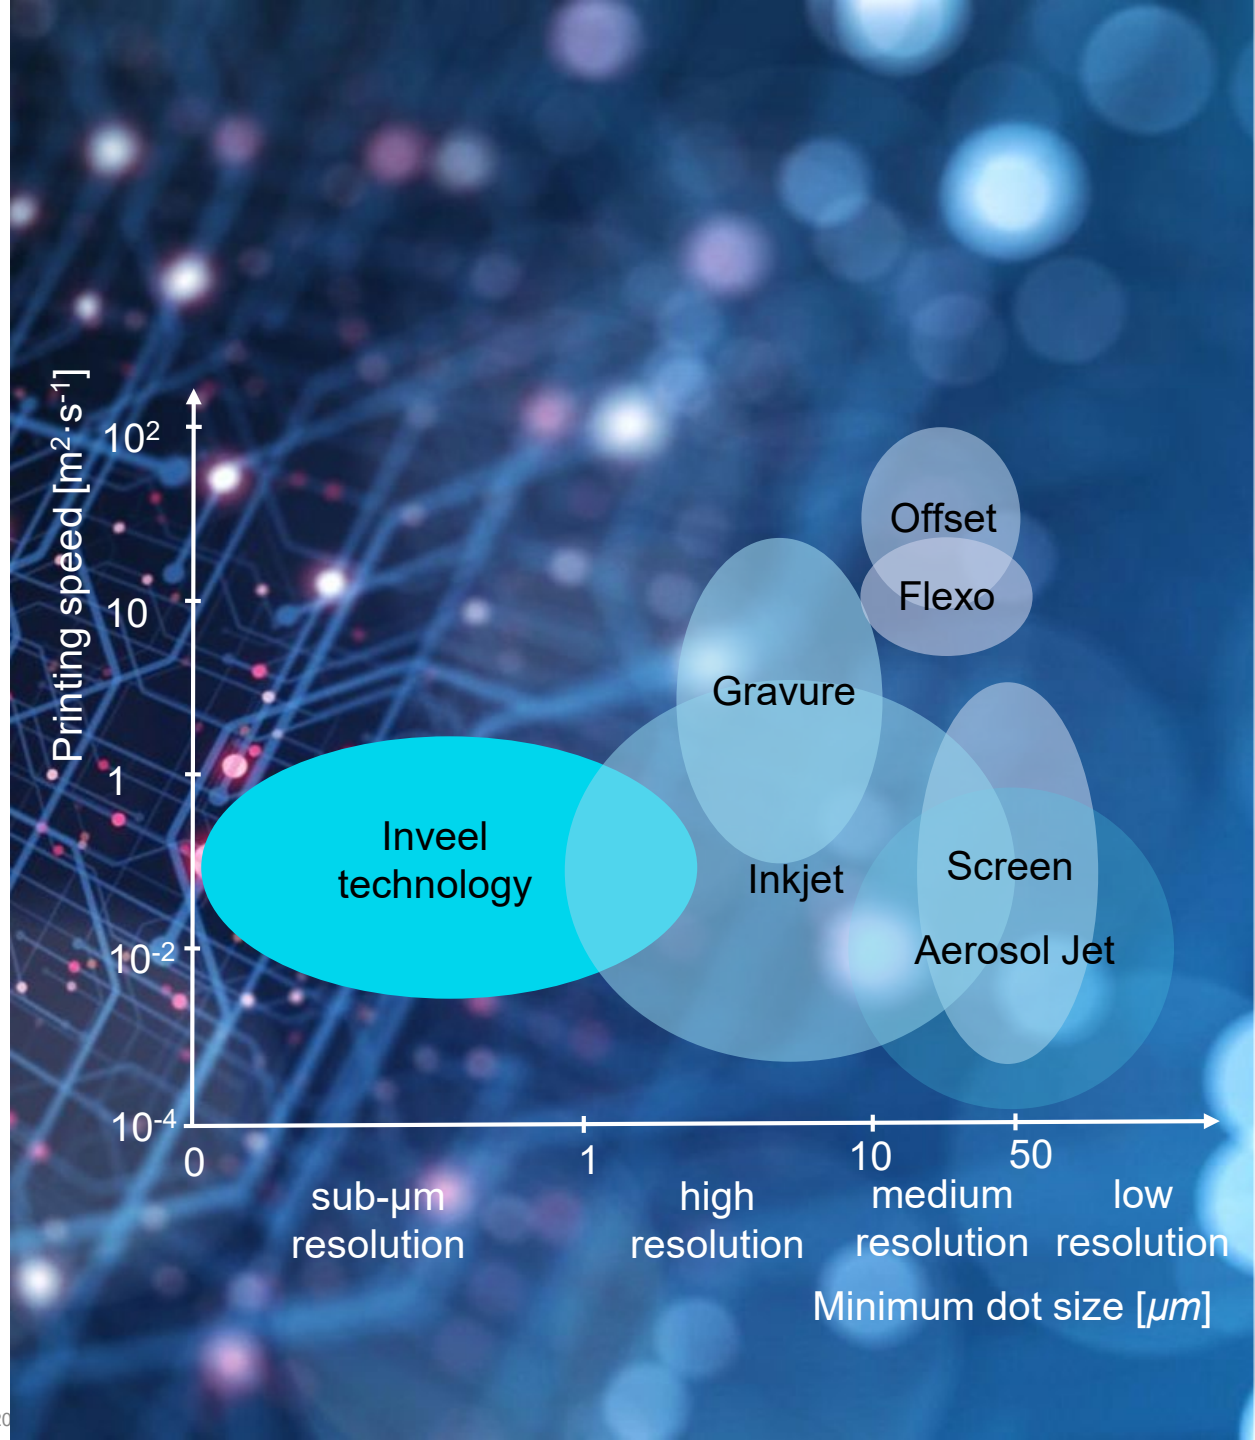 Printing speed [m²·s⁻¹]
10²
10
1
10⁻²
10⁻⁴
Offset
Flexo
Gravure
Inveel
technology
Inkjet
Screen
Aerosol Jet
0
1
10
50
sub-µm
resolution
high
resolution
medium
resolution
low
resolution
Minimum dot size [µm]
20